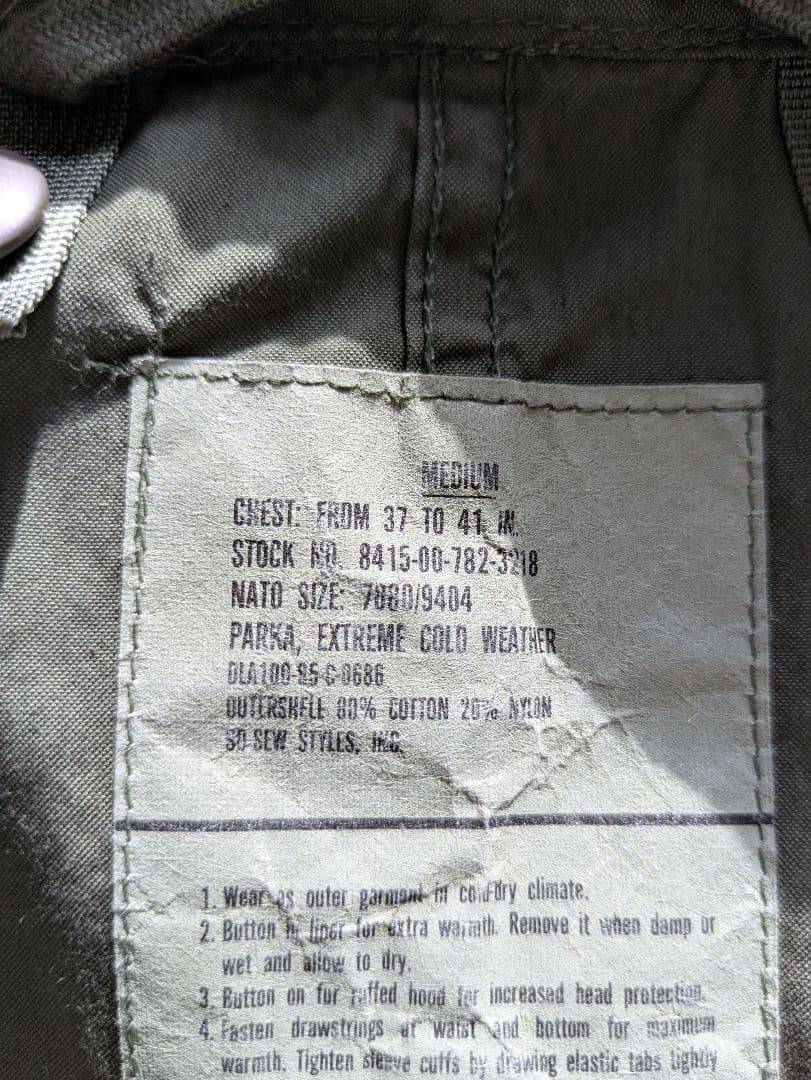 MEDIUM
CHEST: FROM 37 TO 41 IN.
STOCK NO. 8415-00-782-3218
NATO SIZE: 7080/9404
PARKA, EXTREME COLD WEATHER
DLA100-85-C-0686
OUTERSHELL 80% COTTON 20% NYLON
SO-SEW STYLES, INC.
1. Wear as outer garment in cold-dry climate.
2. Button in liner for extra warmth. Remove it when damp or
wet and allow to dry.
3. Button on fur ruffed hood for increased head protection.
4. Fasten drawstrings at waist and bottom for maximum
warmth. Tighten sleeve cuffs by drawing elastic tabs tightly